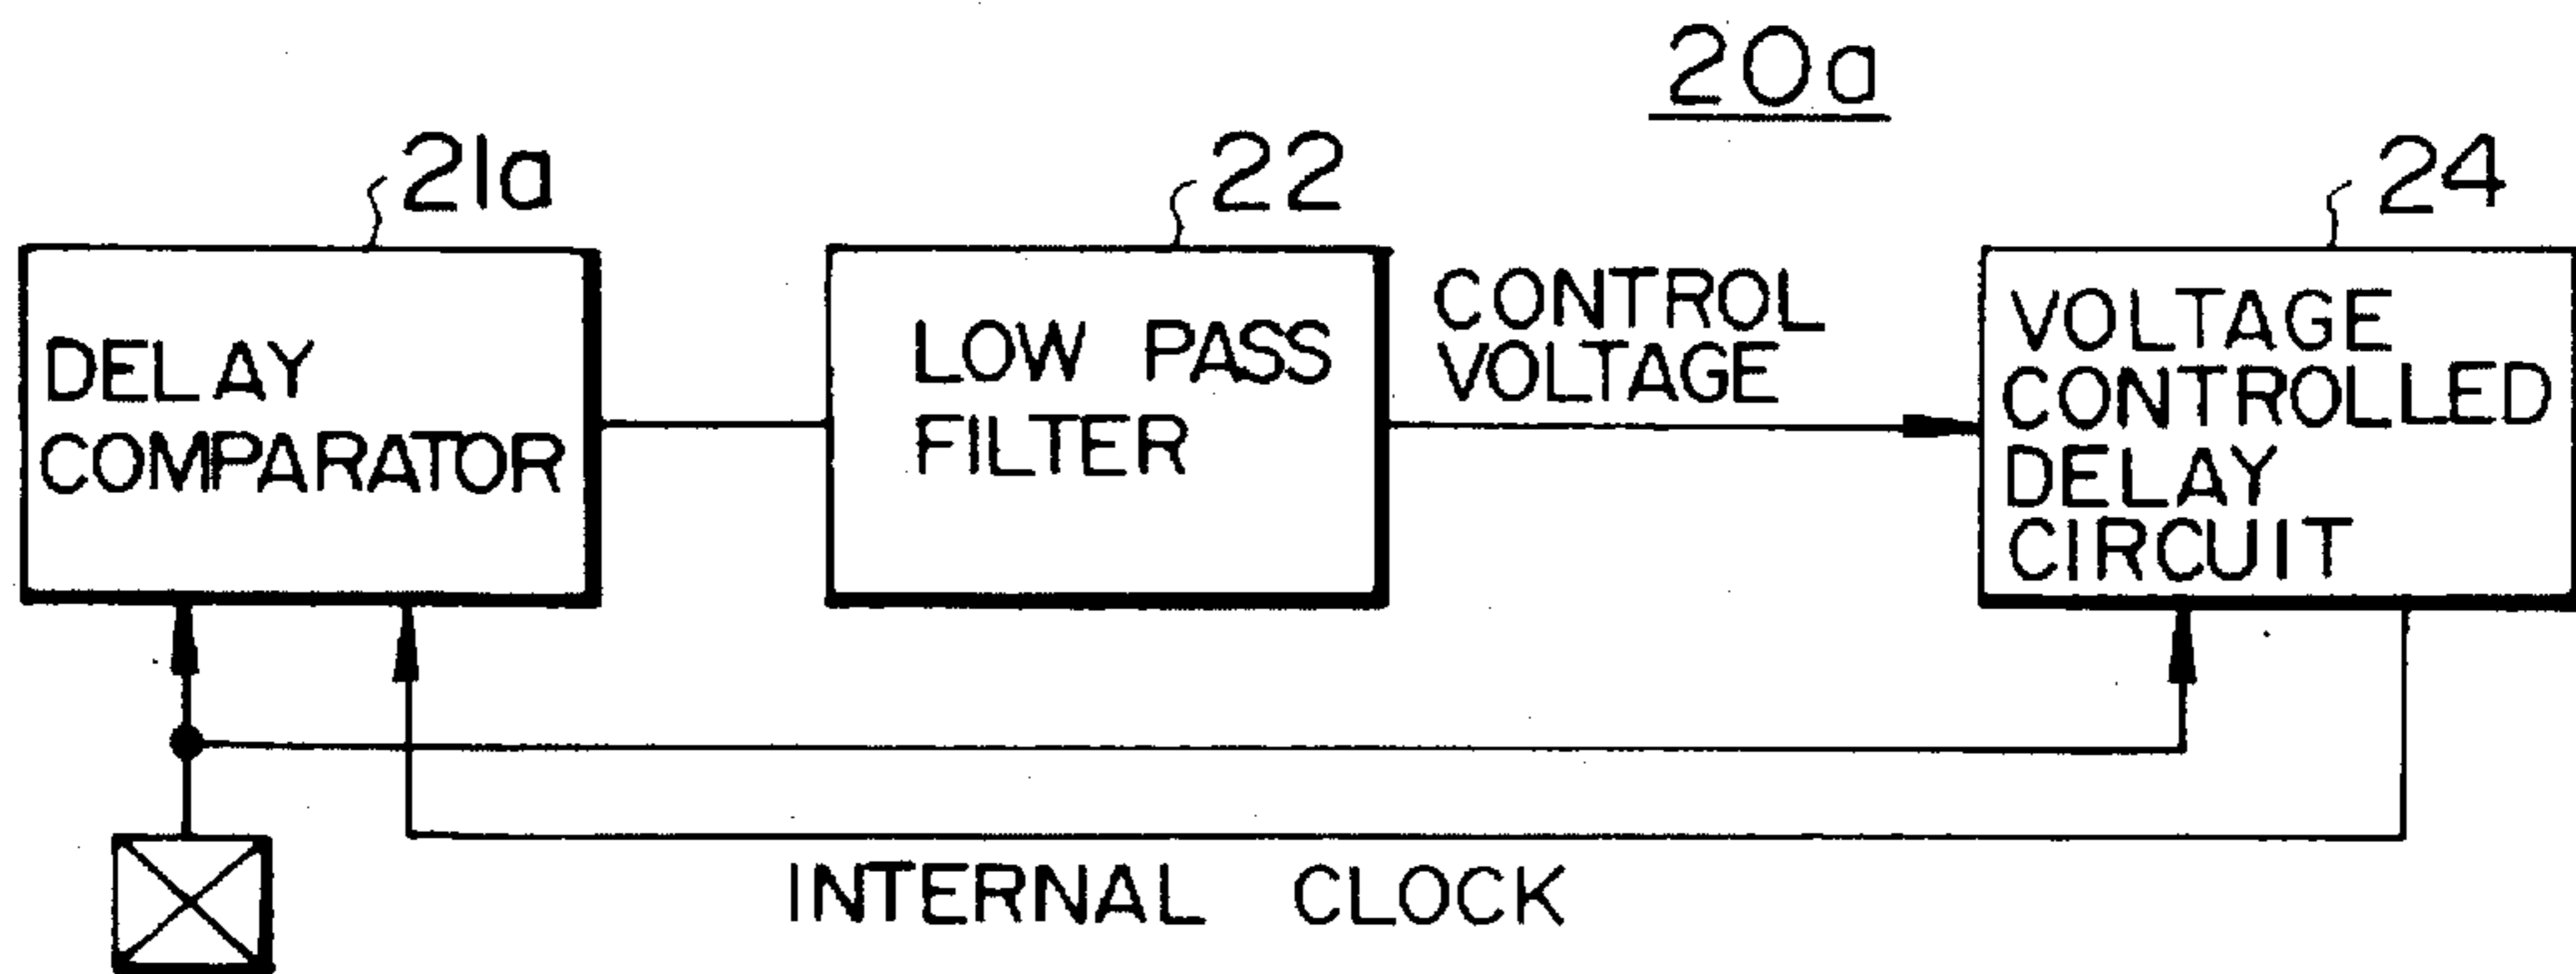 20a
21a
22
24
DELAY
COMPARATOR
LOW PASS
FILTER
CONTROL
VOLTAGE
VOLTAGE
CONTROLLED
DELAY
CIRCUIT
INTERNAL CLOCK